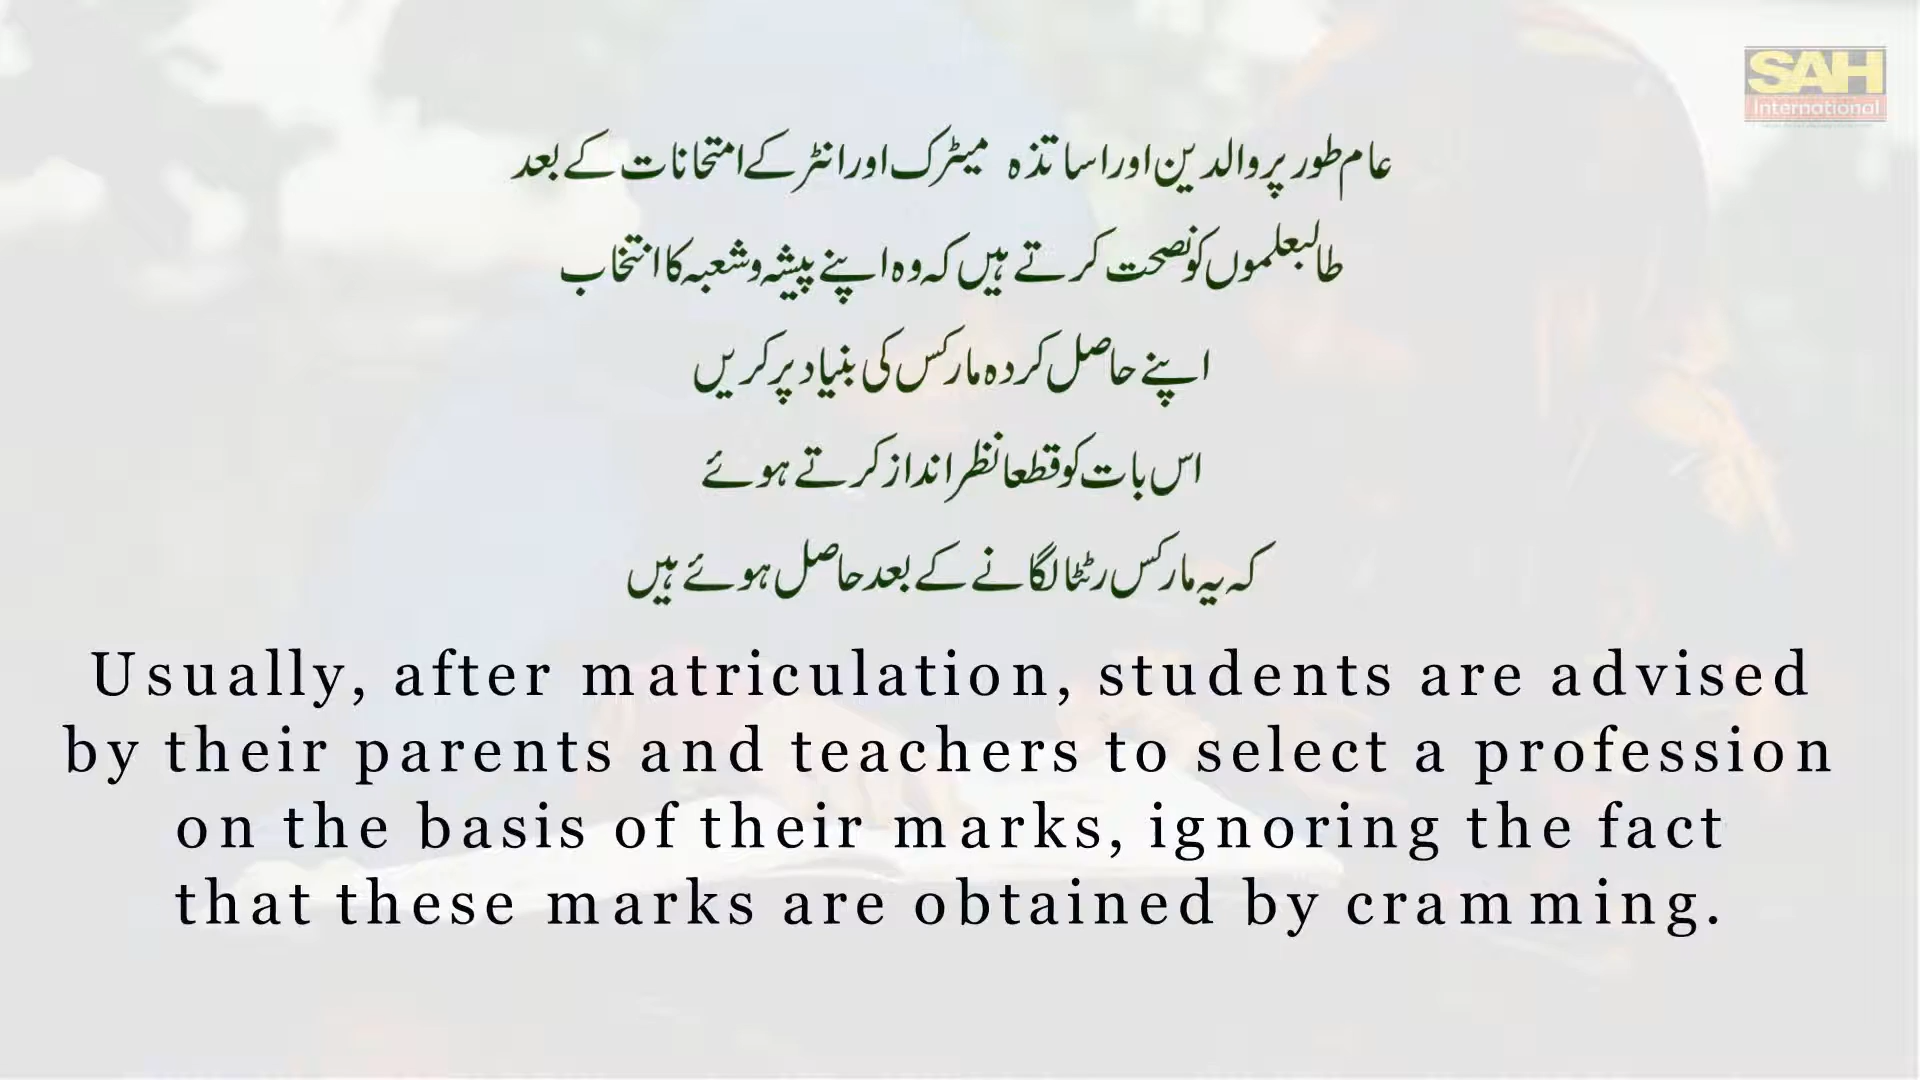 SAH
International
عام طور پر والدین اور اساتذہ میٹرک اور انٹر کے امتحانات کے بعد
طالبعلموں کو نصحت کرتے ہیں کہ وہ اپنے پیشہ و شعبہ کا انتخاب
اپنے حاصل کردہ مارکس کی بنیاد پر کریں
اس بات کو قطعا نظر انداز کرتے ہوئے
کہ یہ مارکس رٹٹا لگانے کے بعد حاصل ہوئے ہیں
Usually, after matriculation, students are advised
by their parents and teachers to select a profession
on the basis of their marks, ignoring the fact
that these marks are obtained by cramming.